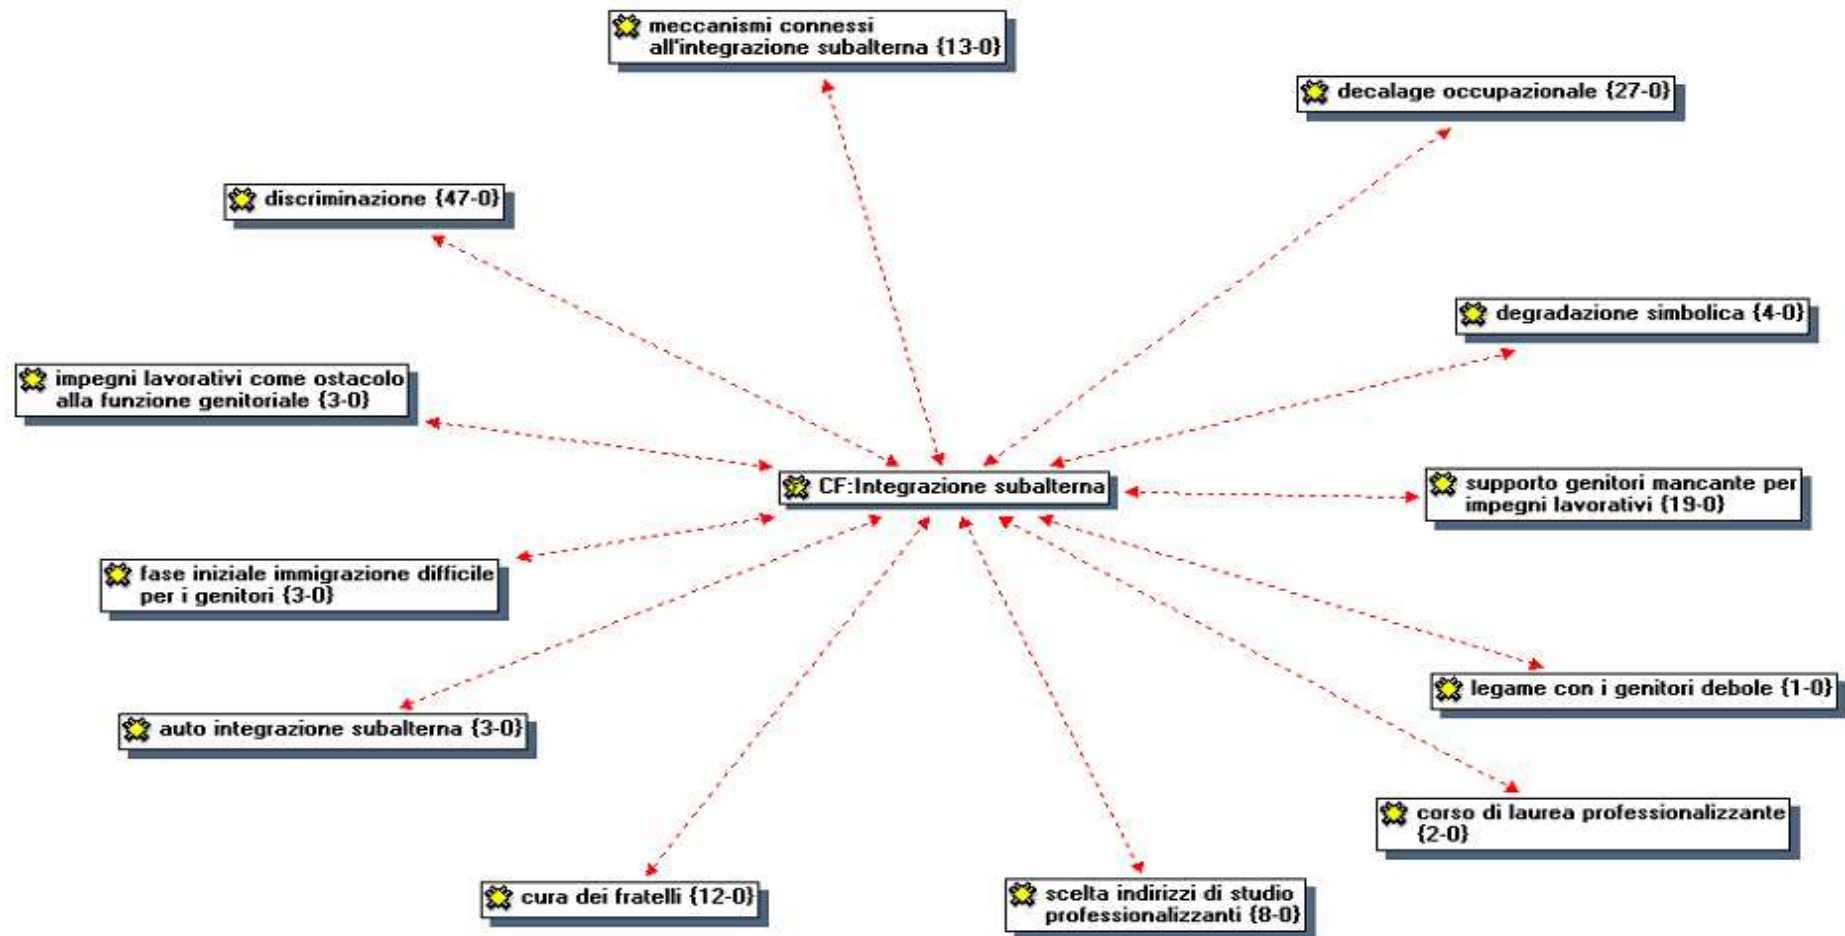 meccanismi connessi
all'integrazione subalterna {13-0}
decalage occupazionale {27-0}
discriminazione {47-0}
degradazione simbolica {4-0}
impegni lavorativi come ostacolo
alla funzione genitoriale {3-0}
CF:Integrazione subalterna
supporto genitori mancante per
impegni lavorativi {19-0}
fase iniziale immigrazione difficile
per i genitori {3-0}
legame con i genitori debole {1-0}
auto integrazione subalterna {3-0}
corso di laurea professionalizzante
{2-0}
cura dei fratelli {12-0}
scelta indirizzi di studio
professionalizzanti {8-0}